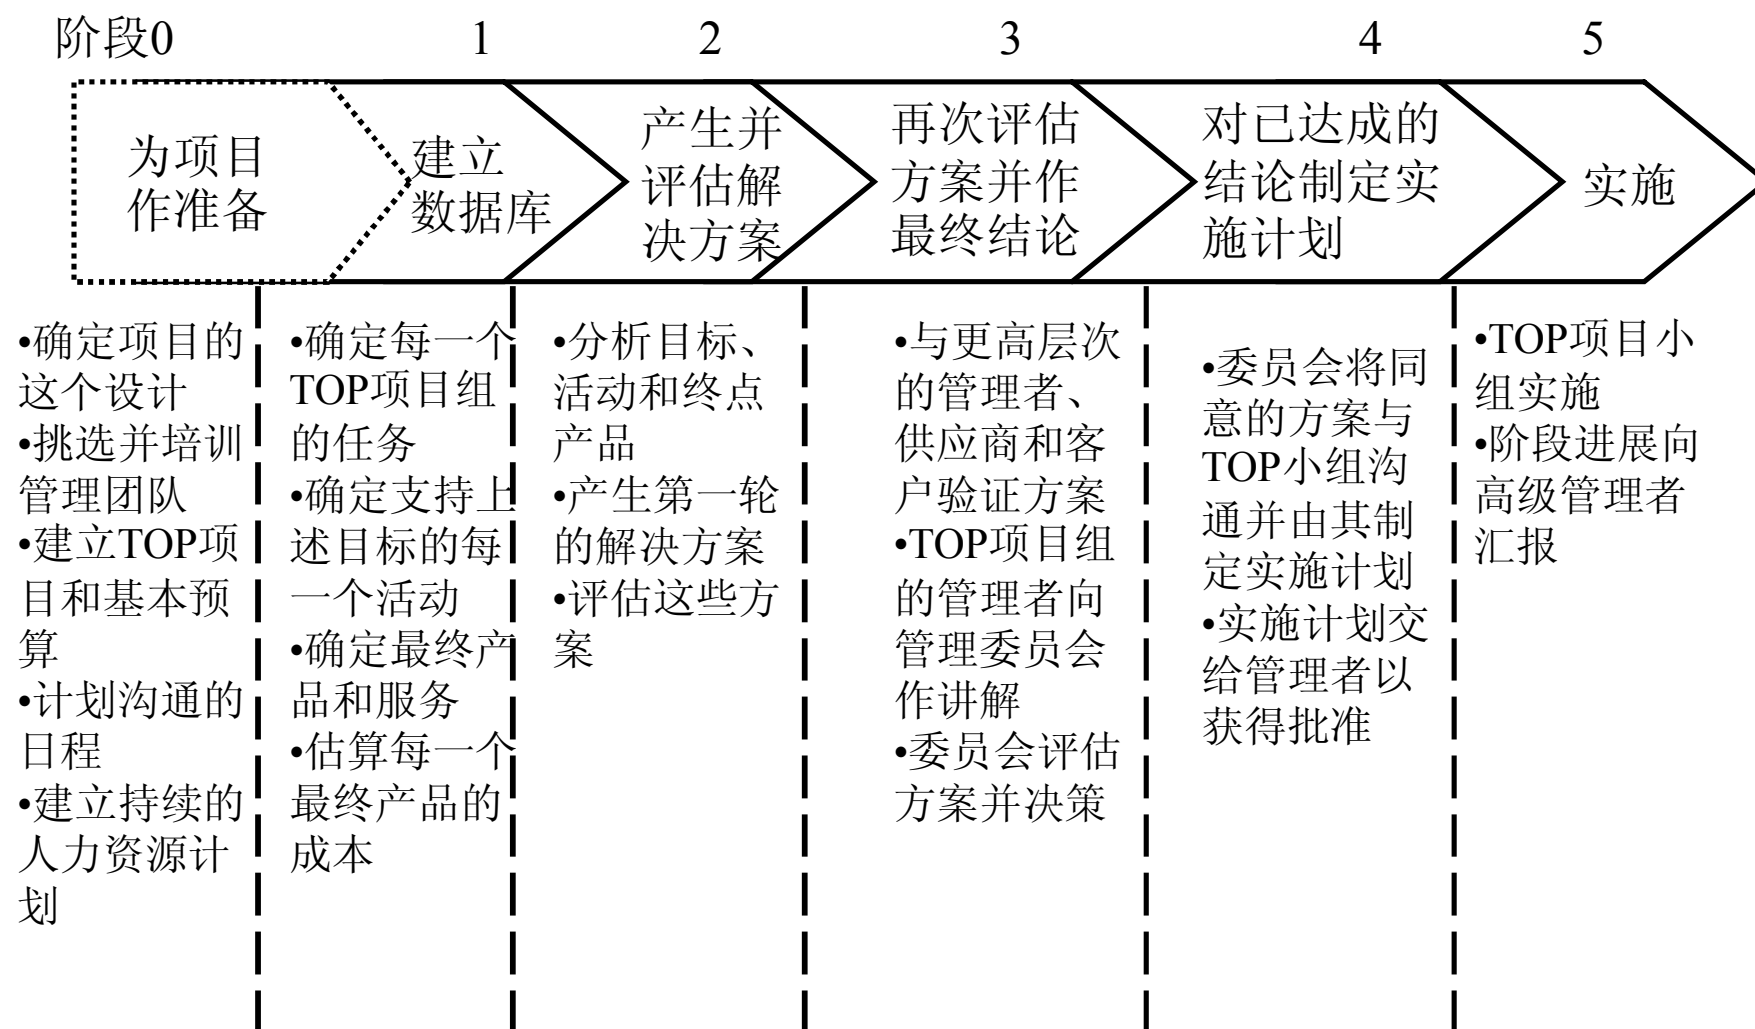 阶段0 1 2 3 4 5
为项目
作准备
建立
数据库
产生并
评估解
决方案
再次评估
方案并作
最终结论
对已达成的
结论制定实
施计划
实施
•确定项目的
这个设计
•挑选并培训
管理团队
•建立TOP项
目和基本预
算
•计划沟通的
日程
•建立持续的
人力资源计
划
•确定每一个
TOP项目组
的任务
•确定支持上
述目标的每
一个活动
•确定最终产
品和服务
•估算每一个
最终产品的
成本
•分析目标、
活动和终点
产品
•产生第一轮
的解决方案
•评估这些方
案
•与更高层次
的管理者、
供应商和客
户验证方案
•TOP项目组
的管理者向
管理委员会
作讲解
•委员会评估
方案并决策
•委员会将同
意的方案与
TOP小组沟
通并由其制
定实施计划
•实施计划交
给管理者以
获得批准
•TOP项目小
组实施
•阶段进展向
高级管理者
汇报